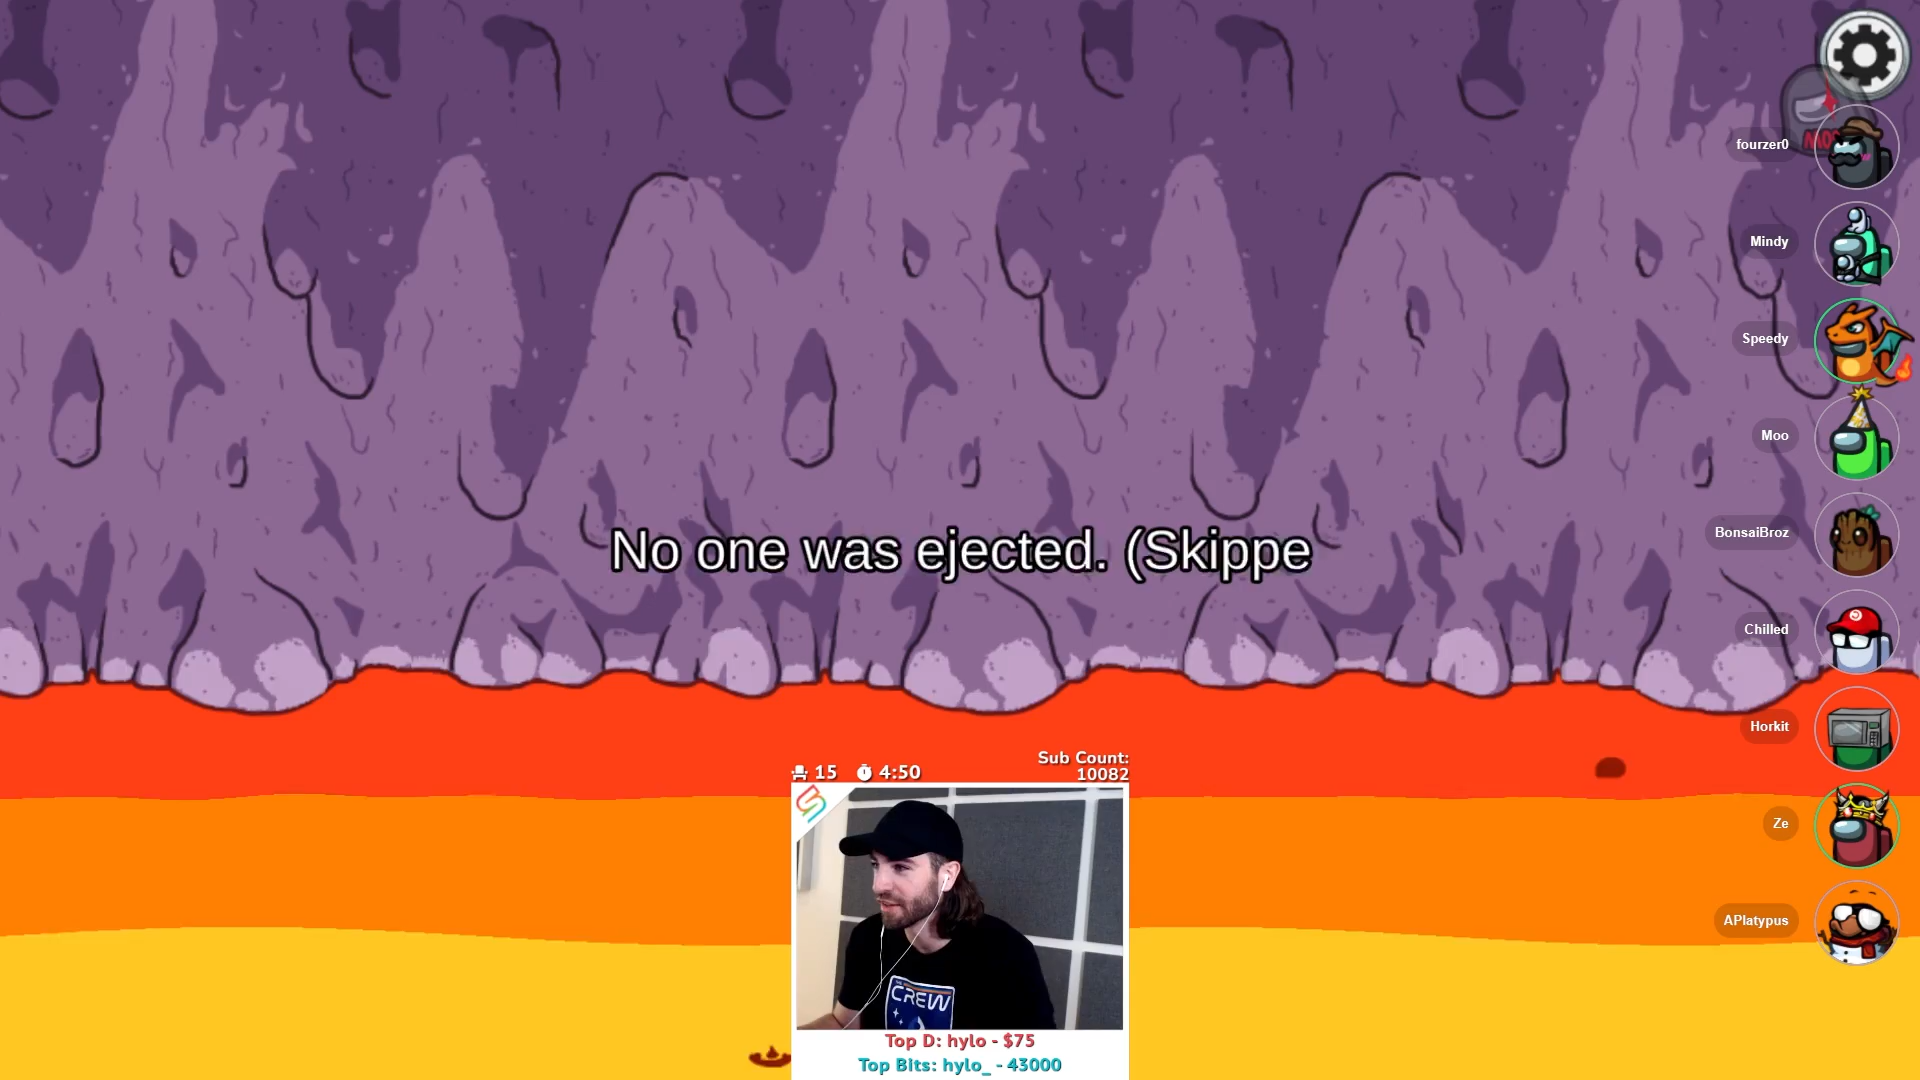 fourzer0
Mindy
Speedy
Moo
BonsaiBroz
No one was ejected. (Skippe
Chilled
Horkit
Sub Count:
15 4:50 10082
Ze
CREW
APlatypus
Top D: hylo - $75
Top Bits: hylo_ - 43000